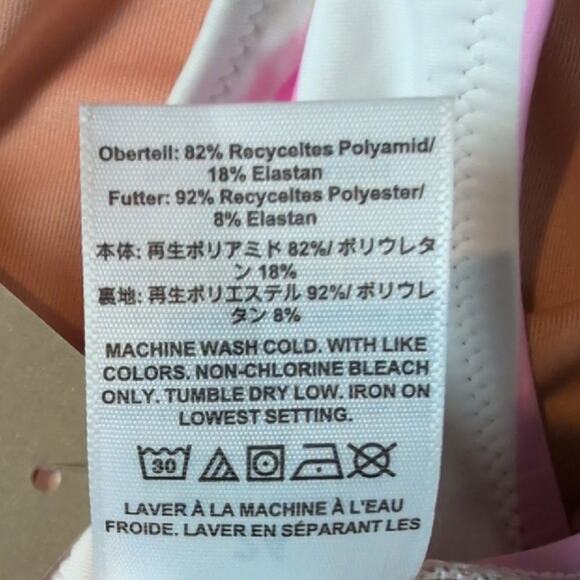 Oberteil: 82% Recyceltes Polyamid/
18% Elastan
Futter: 92% Recyceltes Polyester/
8% Elastan
本体: 再生ポリアミド 82%/ ポリウレタ
ン 18%
裏地: 再生ポリエステル 92%/ ポリウレ
タン 8%
MACHINE WASH COLD. WITH LIKE
COLORS. NON-CHLORINE BLEACH
ONLY. TUMBLE DRY LOW. IRON ON
LOWEST SETTING.
30
LAVER À LA MACHINE À L'EAU
FROIDE. LAVER EN SÉPARANT LES